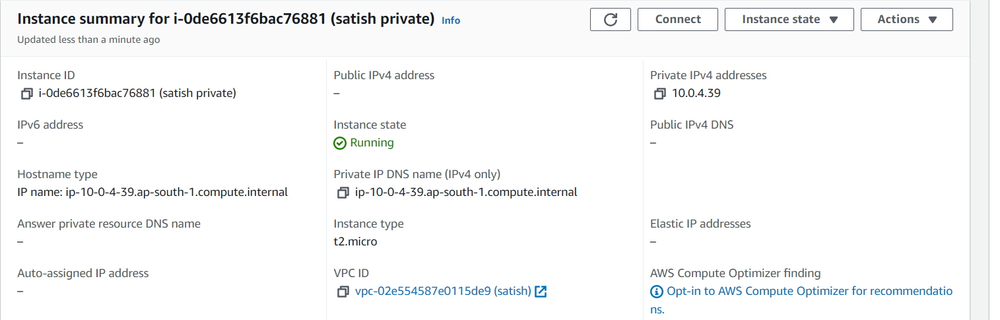 Instance summary for i-0de6613f6bac76881 (satish private) Info
Connect
Instance state
Actions
Updated less than a minute ago
Instance ID
i-0de6613f6bac76881 (satish private)
Public IPv4 address
–
Private IPv4 addresses
10.0.4.39
IPv6 address
–
Instance state
Running
Public IPv4 DNS
–
Hostname type
IP name: ip-10-0-4-39.ap-south-1.compute.internal
Private IP DNS name (IPv4 only)
ip-10-0-4-39.ap-south-1.compute.internal
Answer private resource DNS name
–
Instance type
t2.micro
Elastic IP addresses
–
Auto-assigned IP address
–
VPC ID
vpc-02e554587e0115de9 (satish)
AWS Compute Optimizer finding
Opt-in to AWS Compute Optimizer for recommendatio
ns.